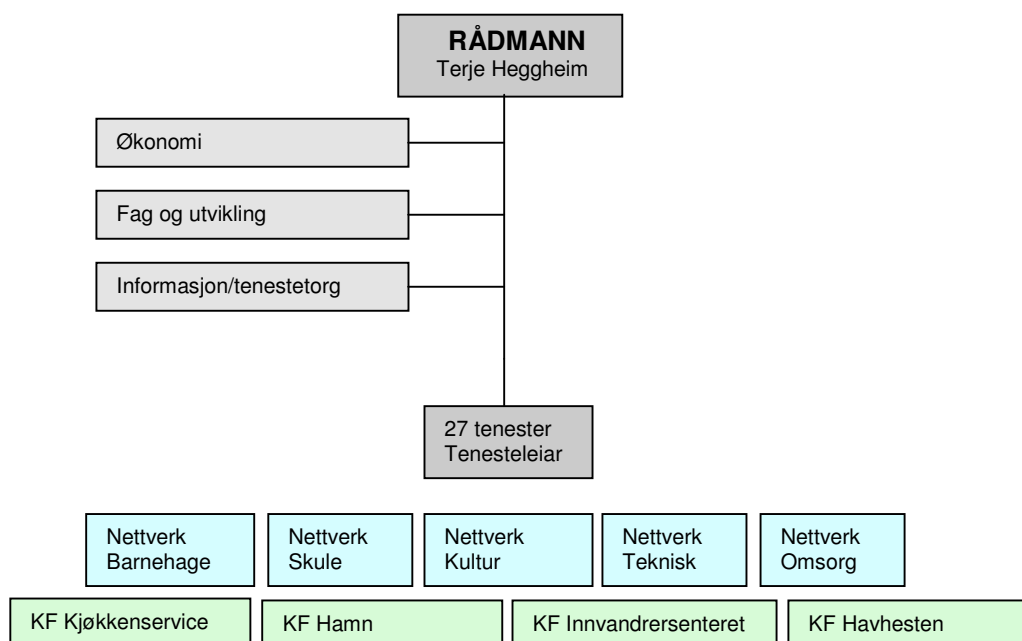 RÅDMANN
Terje Heggheim
Økonomi
Fag og utvikling
Informasjon/tenestetorg
27 tenester
Tenesteleiar
Nettverk
Barnehage
Nettverk
Skule
Nettverk
Kultur
Nettverk
Teknisk
Nettverk
Omsorg
KF Kjøkkenservice
KF Hamn
KF Innvandrersenteret
KF Havhesten